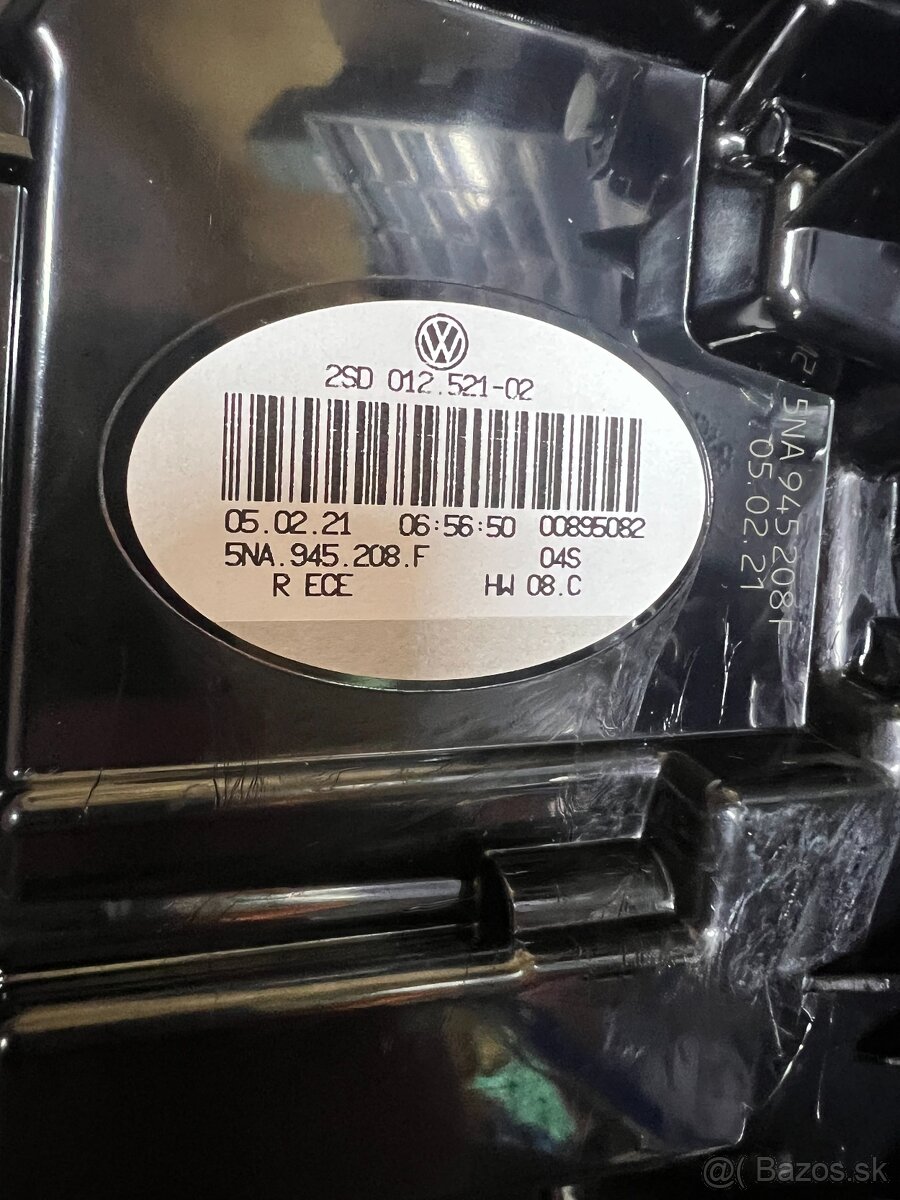 VW
2SD 012.521-02
05.02.21 06:56:50 00895082
5NA.945.208.F 04S
R ECE HW 08.C
5NA 945 208 F
05.02.21
@( Bazos.sk